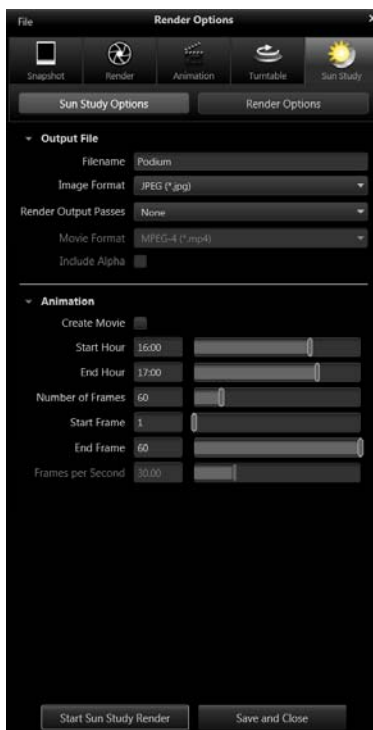 File Render Options ×
Snapshot Render Animation Turntable Sun Study
Sun Study Options Render Options
Output File
Filename Podium
Image Format JPEG (*.jpg)
Render Output Passes None
Movie Format MPEG-4 (*.mp4)
Include Alpha
Animation
Create Movie
Start Hour 16:00
End Hour 17:00
Number of Frames 60
Start Frame 1
End Frame 60
Frames per Second 30.00
Start Sun Study Render Save and Close